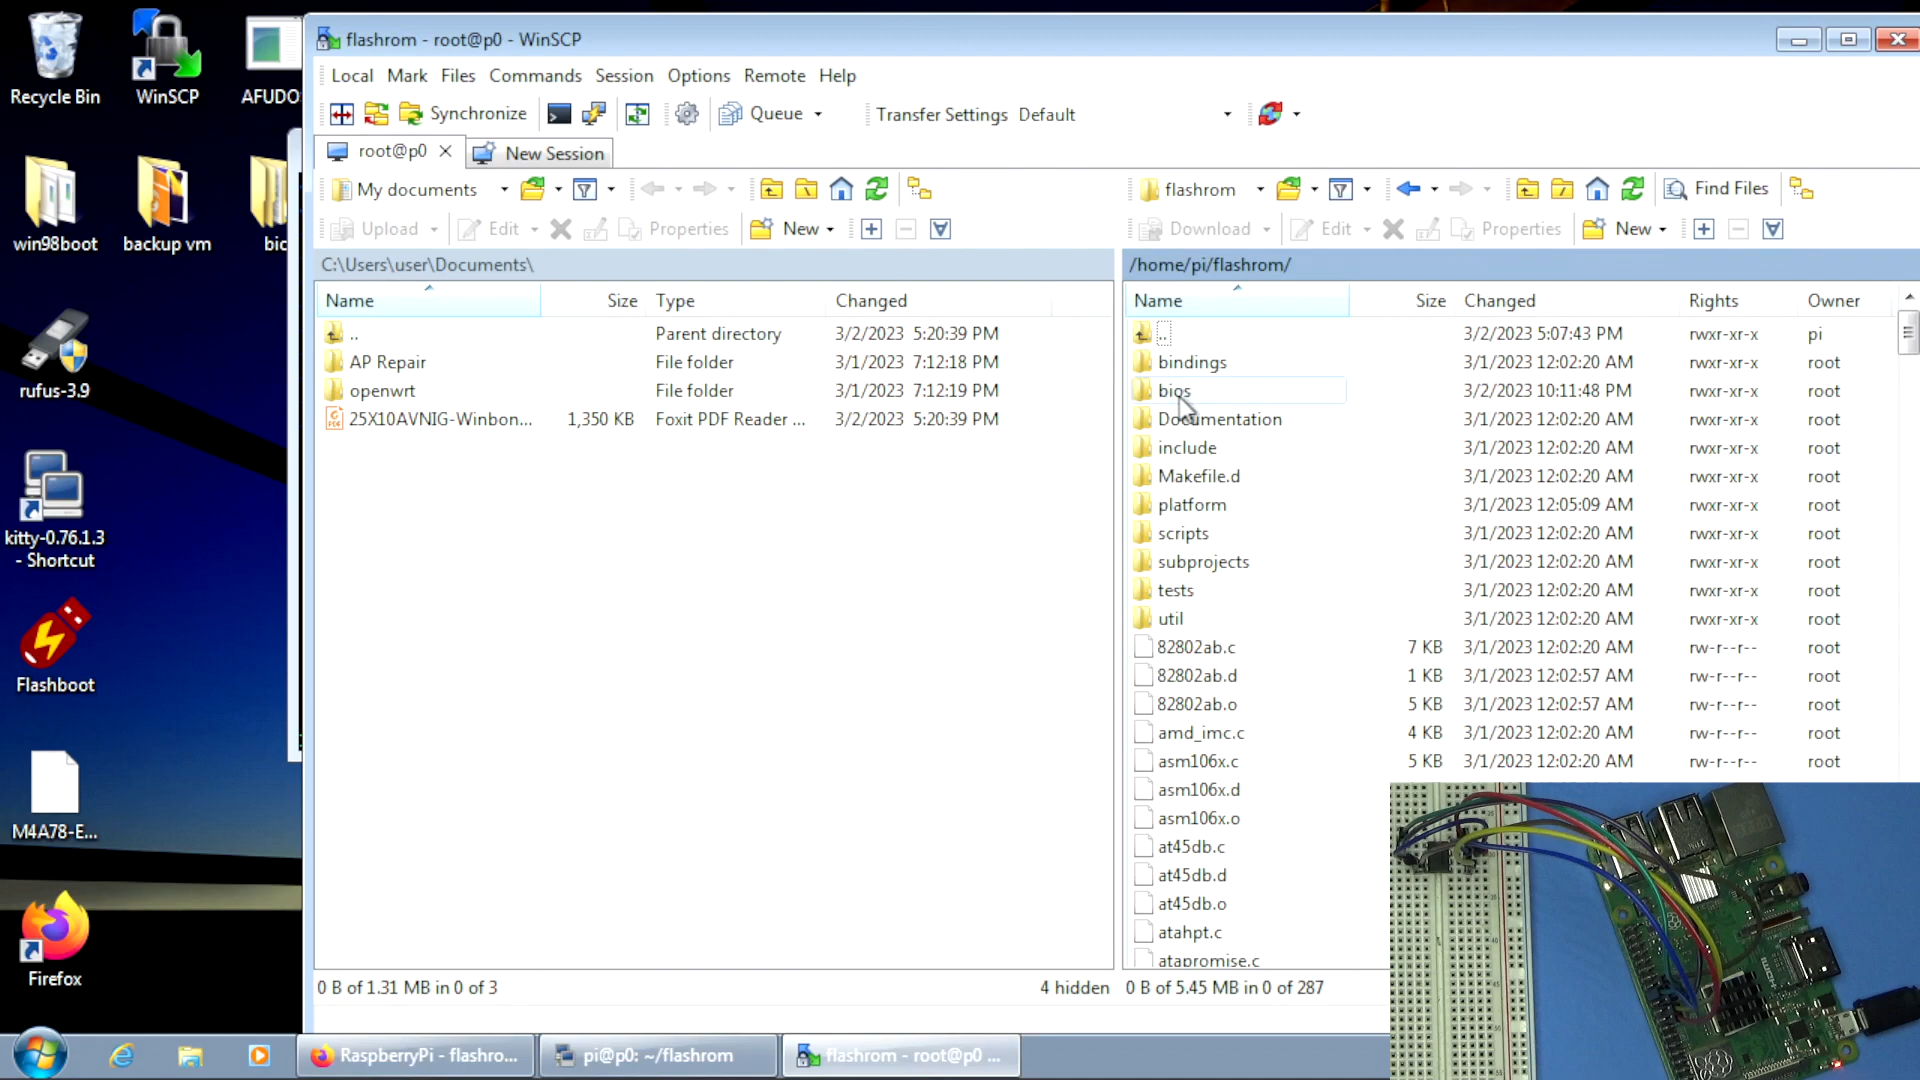 flashrom - root@p0 - WinSCP
Local Mark Files Commands Session Options Remote Help
Synchronize Queue Transfer Settings Default
root@p0 New Session
My documents
Upload Edit Properties New
C:\Users\user\Documents\
Name Size Type Changed
.. Parent directory 3/2/2023 5:20:39 PM
AP Repair File folder 3/1/2023 7:12:18 PM
openwrt File folder 3/1/2023 7:12:19 PM
25X10AVNIG-Winbon... 1,350 KB Foxit PDF Reader ... 3/2/2023 5:20:39 PM
0 B of 1.31 MB in 0 of 3 4 hidden
flashrom Find Files
Download Edit Properties New
/home/pi/flashrom/
Name Size Changed Rights Owner
.. 3/2/2023 5:07:43 PM rwxr-xr-x pi
bindings 3/1/2023 12:02:20 AM rwxr-xr-x root
bios 3/2/2023 10:11:48 PM rwxr-xr-x root
Documentation 3/1/2023 12:02:20 AM rwxr-xr-x root
include 3/1/2023 12:02:20 AM rwxr-xr-x root
Makefile.d 3/1/2023 12:02:20 AM rwxr-xr-x root
platform 3/1/2023 12:05:09 AM rwxr-xr-x root
scripts 3/1/2023 12:02:20 AM rwxr-xr-x root
subprojects 3/1/2023 12:02:20 AM rwxr-xr-x root
tests 3/1/2023 12:02:20 AM rwxr-xr-x root
util 3/1/2023 12:02:20 AM rwxr-xr-x root
82802ab.c 7 KB 3/1/2023 12:02:20 AM rw-r--r-- root
82802ab.d 1 KB 3/1/2023 12:02:57 AM rw-r--r-- root
82802ab.o 5 KB 3/1/2023 12:02:57 AM rw-r--r-- root
amd_imc.c 4 KB 3/1/2023 12:02:20 AM rw-r--r-- root
asm106x.c 5 KB 3/1/2023 12:02:20 AM rw-r--r-- root
asm106x.d
asm106x.o
at45db.c
at45db.d
at45db.o
atahpt.c
atapromise.c
0 B of 5.45 MB in 0 of 287
Recycle Bin
WinSCP
AFUDO
win98boot
backup vm
bio
rufus-3.9
kitty-0.76.1.3
- Shortcut
Flashboot
M4A78-E...
Firefox
RaspberryPi - flashro...
pi@p0: ~/flashrom
flashrom - root@p0 ...